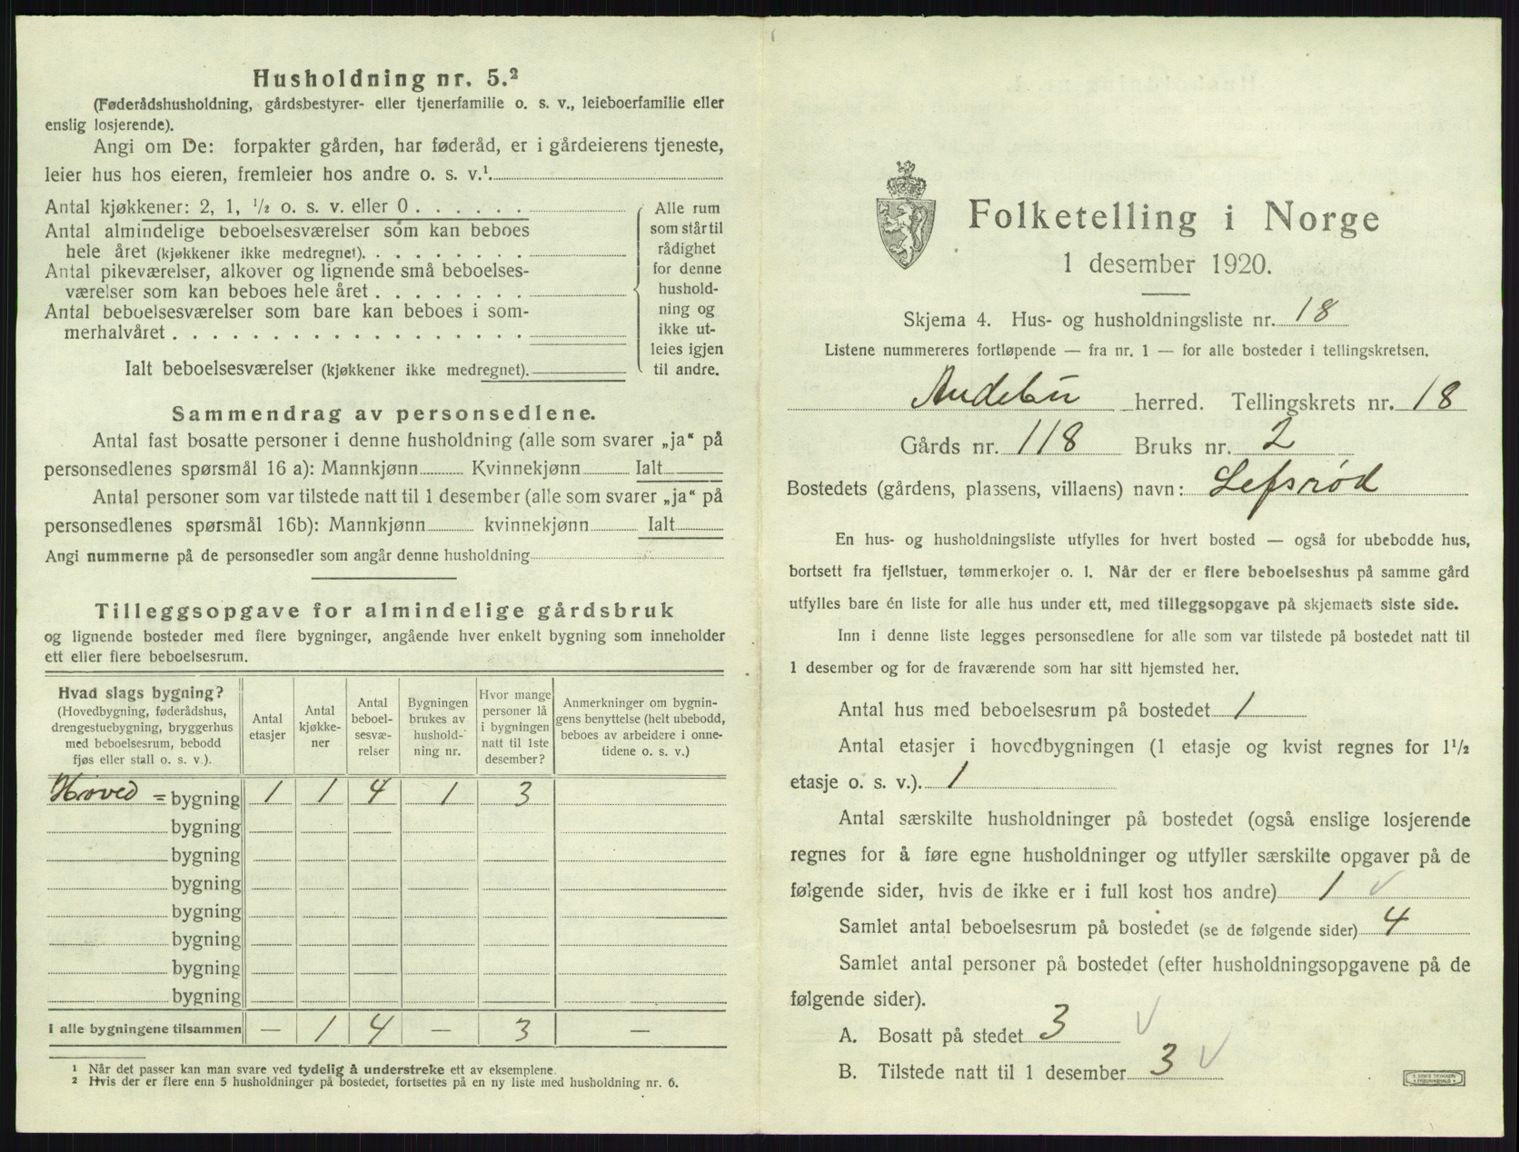 Husholdning nr. 5.²
(Føderådshusholdning, gårdsbestyrer- eller tjenerfamilie o. s. v., leieboerfamilie eller
enslig losjerende).
Angi om De: forpakter gården, har føderåd, er i gårdeierens tjeneste,
leier hus hos eieren, fremleier hos andre o. s. v.¹
Antal kjøkkener: 2, 1, ½ o. s. v. eller 0
Antal almindelige beboelsesværelser som kan beboes
hele året (kjøkkener ikke medregnet)
Antal pikeværelser, alkover og lignende små beboelses-
værelser som kan beboes hele året
Antal beboelsesværelser som bare kan beboes i som-
merhalvåret
Ialt beboelsesværelser (kjøkkener ikke medregnet)
Alle rum
som står til
rådighet
for denne
hushold-
ning og
ikke ut-
leies igjen
til andre.
Sammendrag av personsedlene.
Antal fast bosatte personer i denne husholdning (alle som svarer „ja“ på
personsedlenes spørsmål 16 a): Mannkjønn Kvinnekjønn Ialt
Antal personer som var tilstede natt til 1 desember (alle som svarer „ja“ på
personsedlenes spørsmål 16b): Mannkjønn kvinnekjønn Ialt
Angi nummerne på de personsedler som angår denne husholdning
Tilleggsopgave for almindelige gårdsbruk
og lignende bosteder med flere bygninger, angående hver enkelt bygning som inneholder
ett eller flere beboelsesrum.
Hvad slags bygning?
(Hovedbygning, føderådshus,
drengestuebygning, bryggerhus
med beboelsesrum, bebodd
fjøs eller stall o. s. v.).
Antal
etasjer
Antal
kjøkke-
ner
Antal
beboel-
sesvæ-
relser
Bygningen
brukes av
hushold-
ning nr.
Hvor mange
personer lå
i bygningen
natt til 1ste
desember?
Anmerkninger om bygnin-
gens benyttelse (helt ubebodd,
beboes av arbeidere i onne-
tidene o. s. v.)
Hoved = bygning 1 1 4 1 3
bygning
bygning
bygning
bygning
bygning
bygning
bygning
I alle bygningene tilsammen — 1 4 — 3 —
¹ Når det passer kan man svare ved tydelig å understreke ett av eksemplene.
² Hvis der er flere enn 5 husholdninger på bostedet, fortsettes på en ny liste med husholdning nr. 6.
Folketelling i Norge
1 desember 1920.
Skjema 4. Hus- og husholdningsliste nr. 18
Listene nummereres fortløpende — fra nr. 1 — for alle bosteder i tellingskretsen.
Andebu herred. Tellingskrets nr. 18
Gårds nr. 118 Bruks nr. 2
Bostedets (gårdens, plassens, villaens) navn: Lefsrød
En hus- og husholdningsliste utfylles for hvert bosted — også for ubebodde hus,
bortsett fra fjellstuer, tømmerkojer o. l. Når der er flere beboelseshus på samme gård
utfylles bare én liste for alle hus under ett, med tilleggsopgave på skjemaets siste side.
Inn i denne liste legges personsedlene for alle som var tilstede på bostedet natt til
1 desember og for de fraværende som har sitt hjemsted her.
Antal hus med beboelsesrum på bostedet 1
Antal etasjer i hovedbygningen (1 etasje og kvist regnes for 1½
etasje o. s. v.) 1
Antal særskilte husholdninger på bostedet (også enslige losjerende
regnes for å føre egne husholdninger og utfyller særskilte opgaver på de
følgende sider, hvis de ikke er i full kost hos andre) 1 ✓
Samlet antal beboelsesrum på bostedet (se de følgende sider) 4
Samlet antal personer på bostedet (efter husholdningsopgavene på de
følgende sider).
A. Bosatt på stedet 3 ✓
B. Tilstede natt til 1 desember 3 ✓